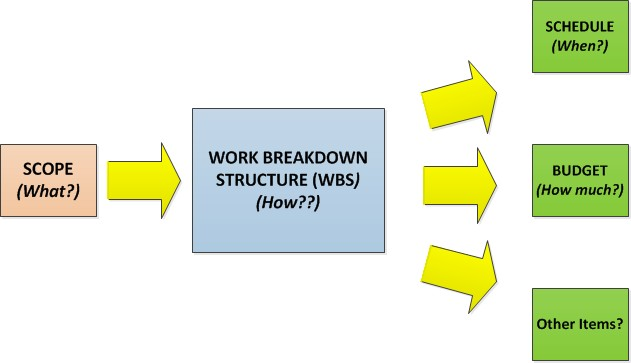 SCOPE
(What?)
WORK BREAKDOWN
STRUCTURE (WBS)
(How??)
SCHEDULE
(When?)
BUDGET
(How much?)
Other Items?